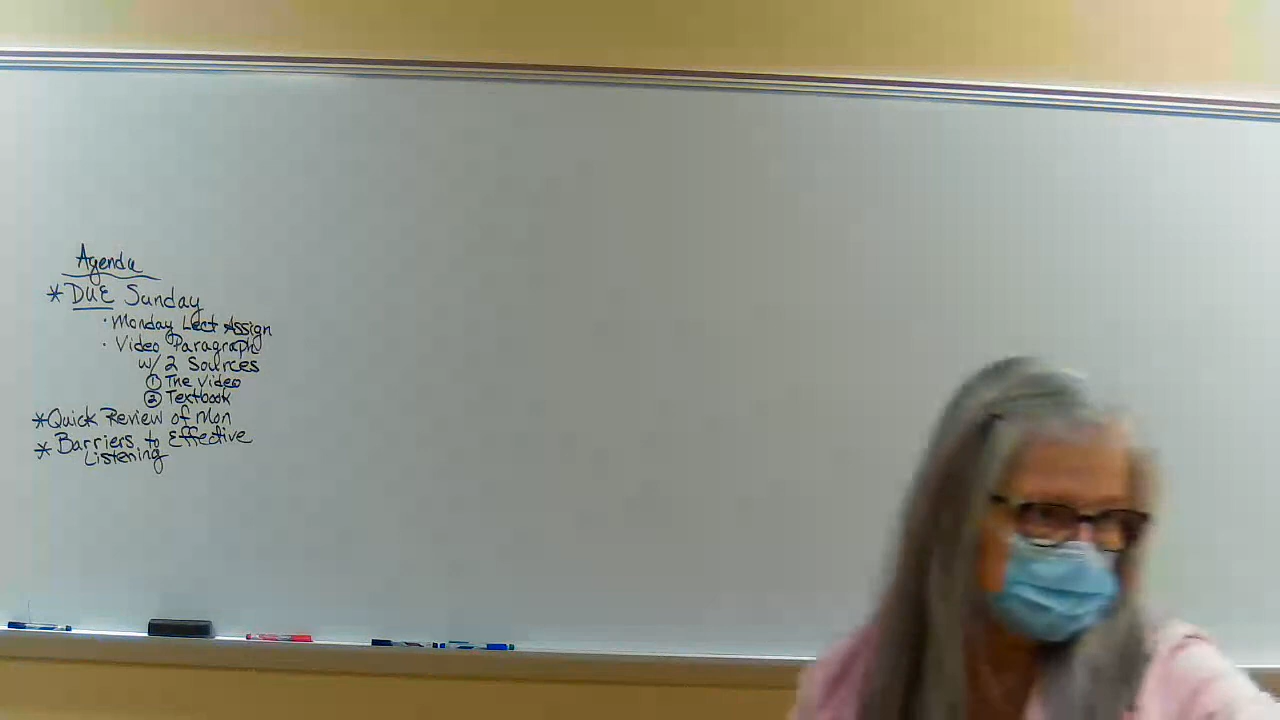 Agenda
* DUE Sunday
· Monday Lect Assign
· Video Paragraph
w/ 2 Sources
① The Video
② Textbook
* Quick Review of Mon
* Barriers to Effective
Listening